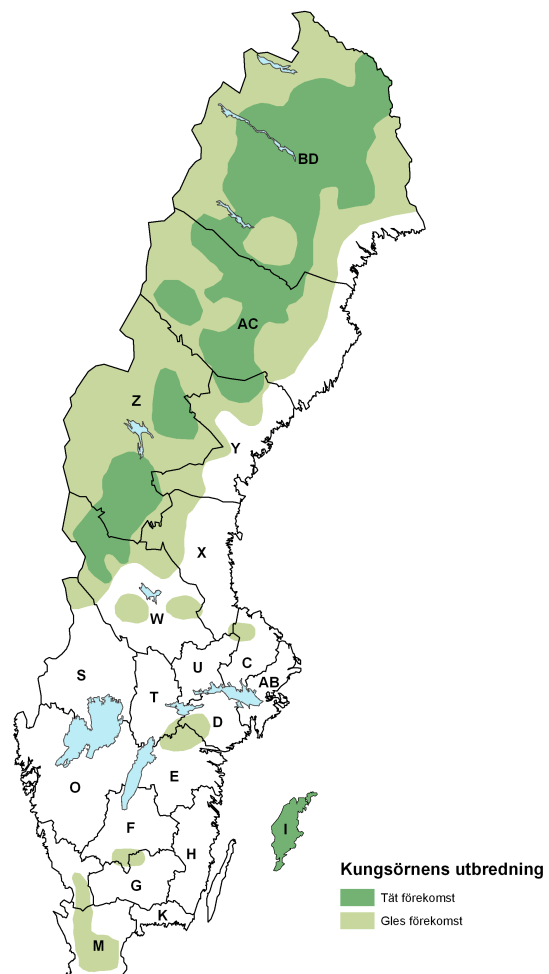 BD
AC
Z
Y
X
W
S
U
C
AB
T
D
O
E
F
I
H
G
K
M
Kungsörnens utbredning
Tät förekomst
Gles förekomst